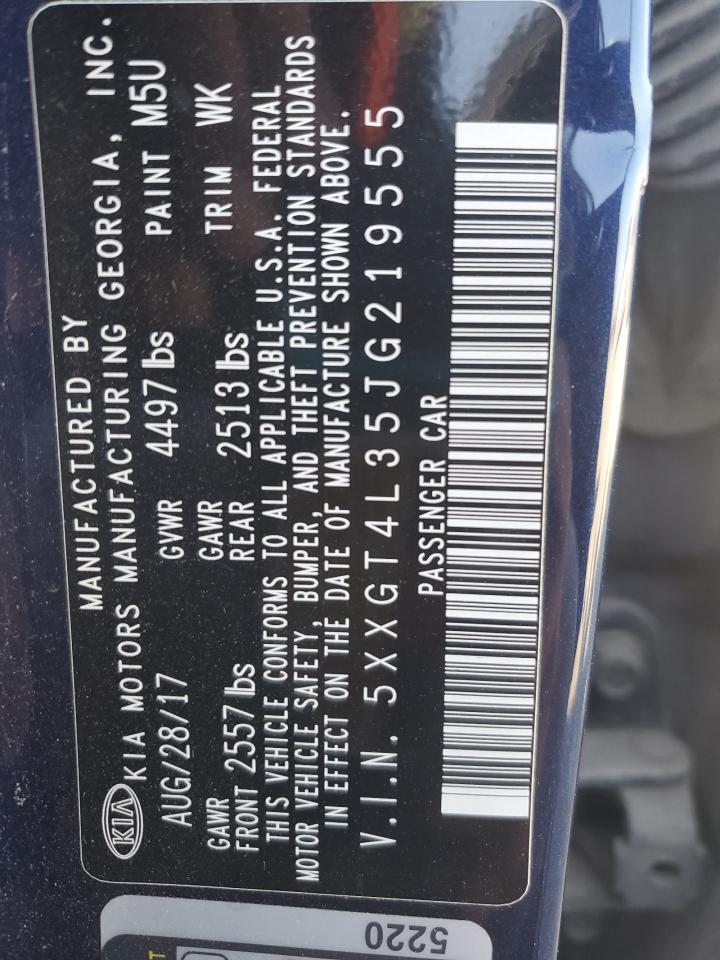 MANUFACTURED BY
KIA KIA MOTORS MANUFACTURING GEORGIA, INC.
AUG/28/17 GVWR 4497 lbs PAINT M5U
GAWR FRONT 2557 lbs GAWR REAR 2513 lbs TRIM WK
THIS VEHICLE CONFORMS TO ALL APPLICABLE U.S.A. FEDERAL
MOTOR VEHICLE SAFETY, BUMPER, AND THEFT PREVENTION STANDARDS
IN EFFECT ON THE DATE OF MANUFACTURE SHOWN ABOVE.
V.I.N. 5XXGT4L35JG219555
PASSENGER CAR
5220